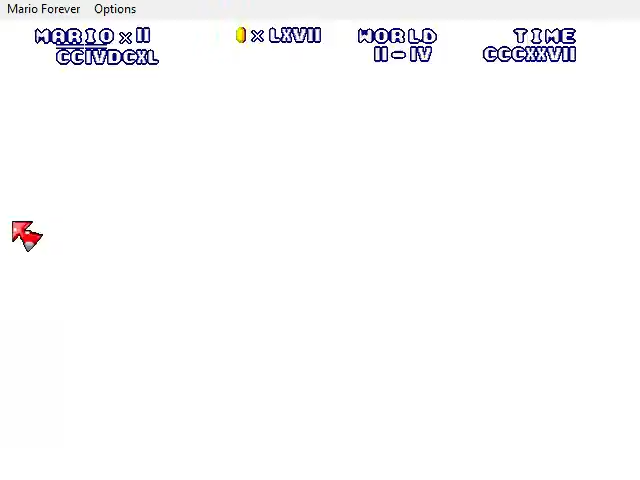 Mario Forever Options
MARIO × II
× LXVII
WORLD
TIME
CCIVDCXL
II-IV
CCCXXVII